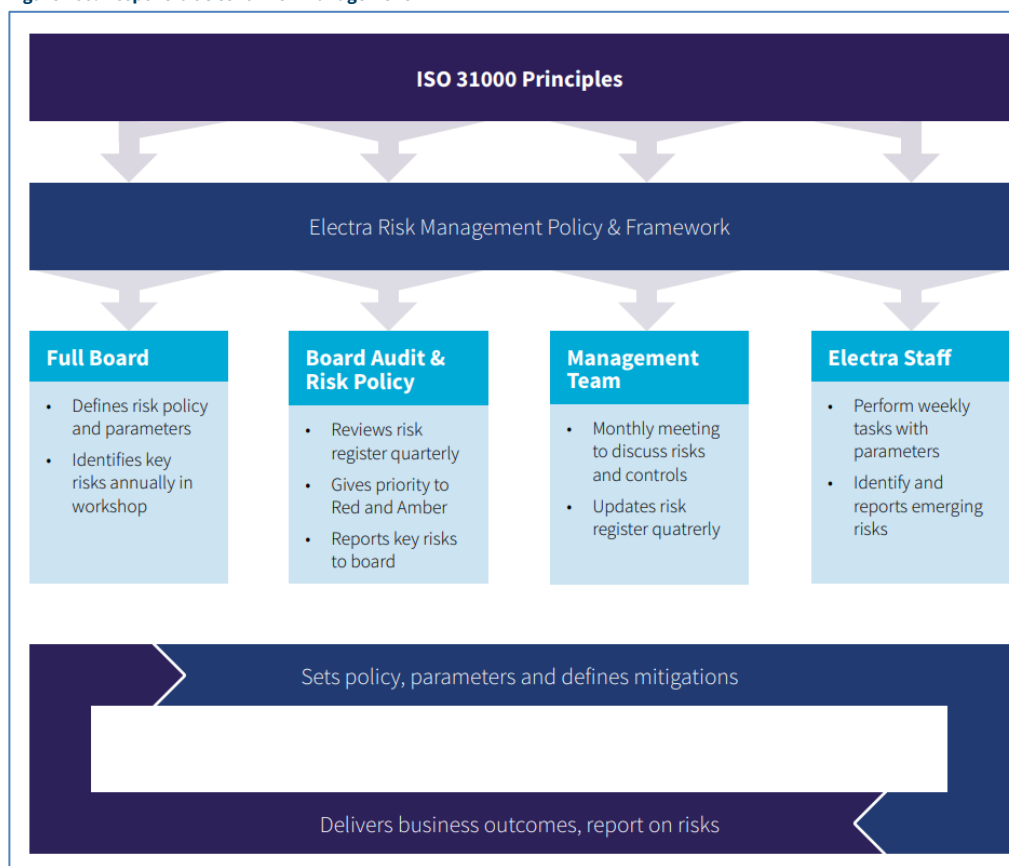 ISO 31000 Principles
Electra Risk Management Policy & Framework
Full Board
• Defines risk policy
and parameters
• Identifies key
risks annually in
workshop
Board Audit &
Risk Policy
• Reviews risk
register quarterly
• Gives priority to
Red and Amber
• Reports key risks
to board
Management
Team
• Monthly meeting
to discuss risks
and controls
• Updates risk
register quatrerly
Electra Staff
• Perform weekly
tasks with
parameters
• Identify and
reports emerging
risks
Sets policy, parameters and defines mitigations
Delivers business outcomes, report on risks